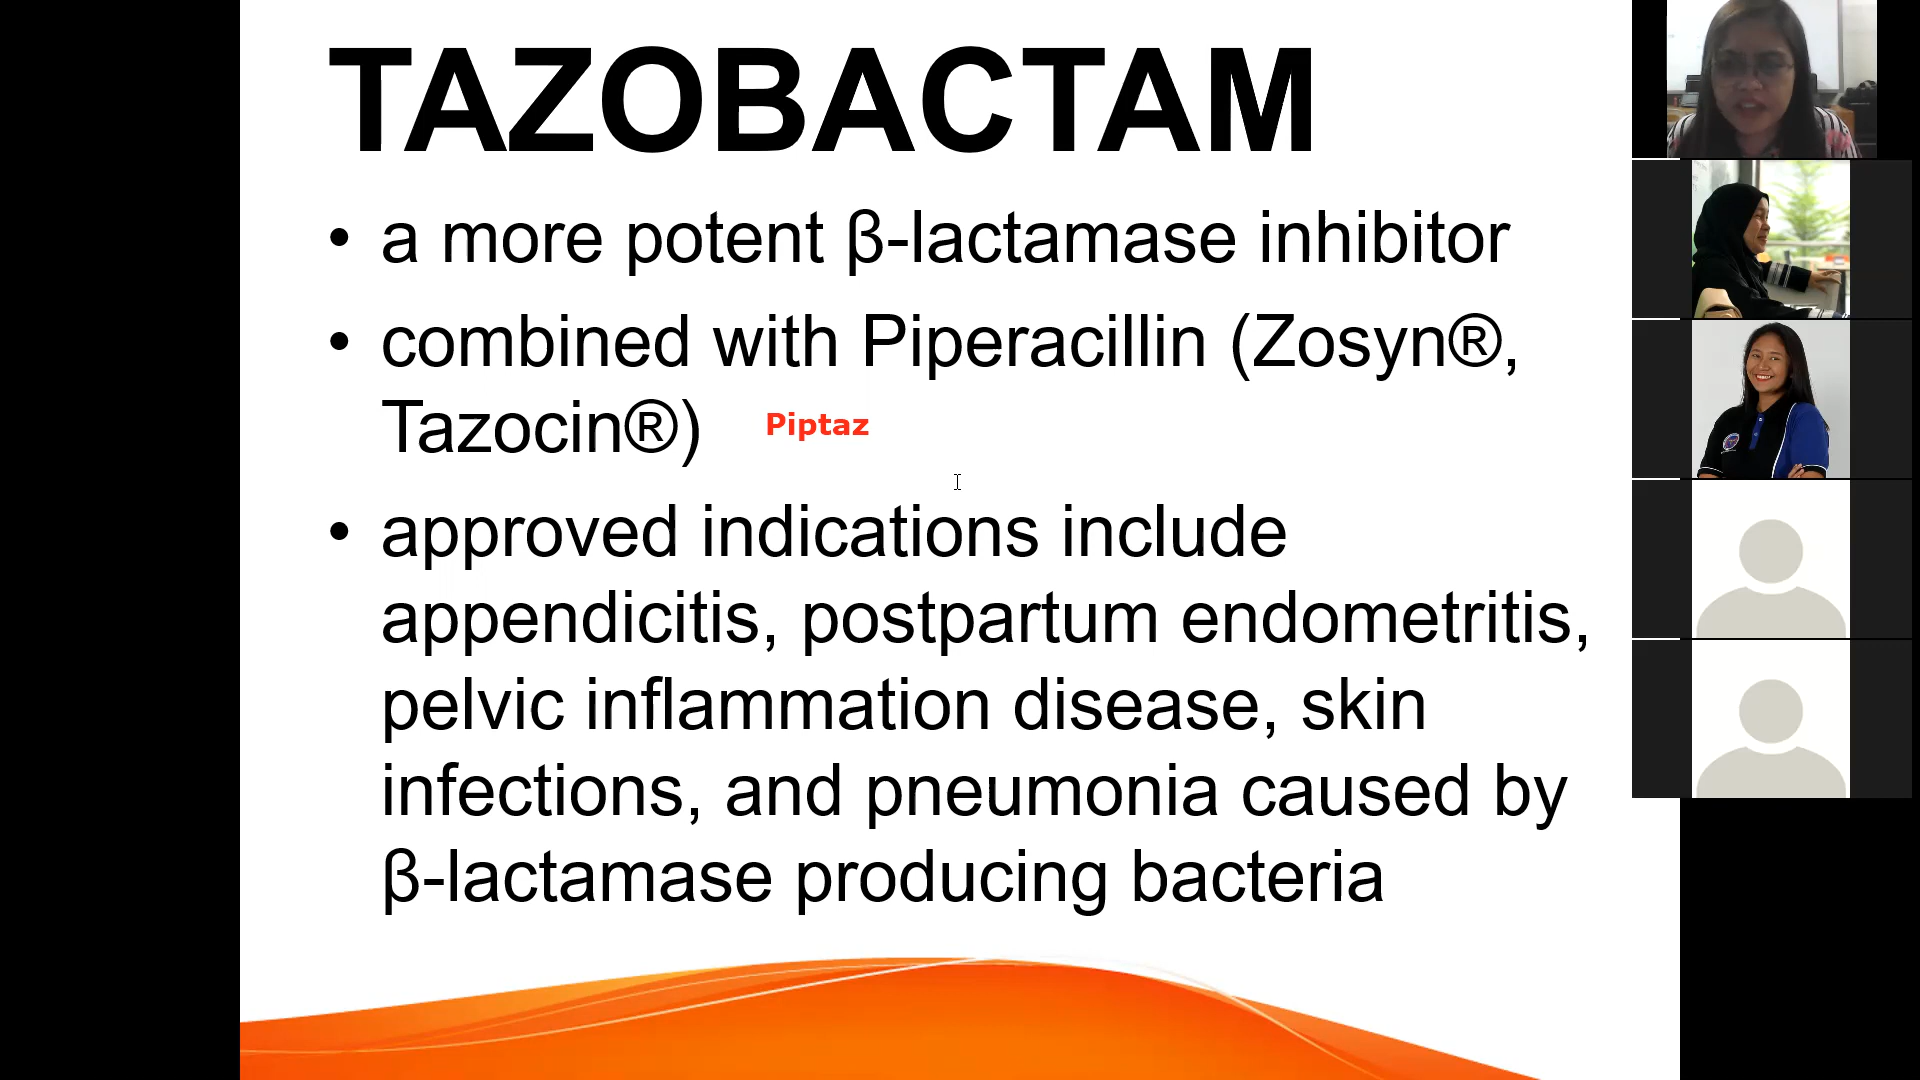 TAZOBACTAM
• a more potent β-lactamase inhibitor
• combined with Piperacillin (Zosyn®,
Tazocin®) Piptaz
• approved indications include
appendicitis, postpartum endometritis,
pelvic inflammation disease, skin
infections, and pneumonia caused by
β-lactamase producing bacteria